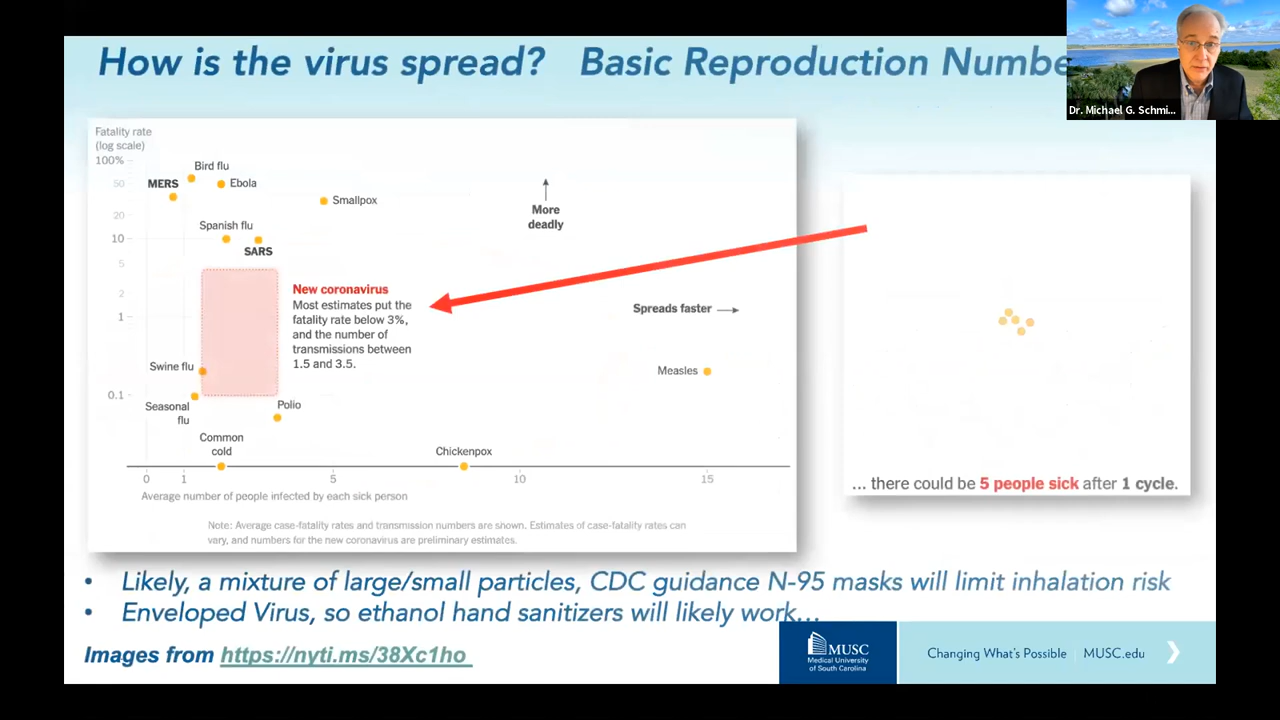 How is the virus spread? Basic Reproduction Numbe
Dr. Michael G. Schmi...
Fatality rate
(log scale)
100%
50
20
10
5
2
1
0.1
Bird flu
MERS
Ebola
Smallpox
Spanish flu
SARS
More
deadly
New coronavirus
Most estimates put the
fatality rate below 3%,
and the number of
transmissions between
1.5 and 3.5.
Spreads faster
Swine flu
Measles
Seasonal
flu
Polio
Common
cold
Chickenpox
0 1 5 10 15
Average number of people infected by each sick person
Note: Average case-fatality rates and transmission numbers are shown. Estimates of case-fatality rates can
vary, and numbers for the new coronavirus are preliminary estimates.
... there could be 5 people sick after 1 cycle.
• Likely, a mixture of large/small particles, CDC guidance N-95 masks will limit inhalation risk
• Enveloped Virus, so ethanol hand sanitizers will likely work...
Images from https://nyti.ms/38Xc1ho
MUSC
Medical University
of South Carolina
Changing What's Possible | MUSC.edu